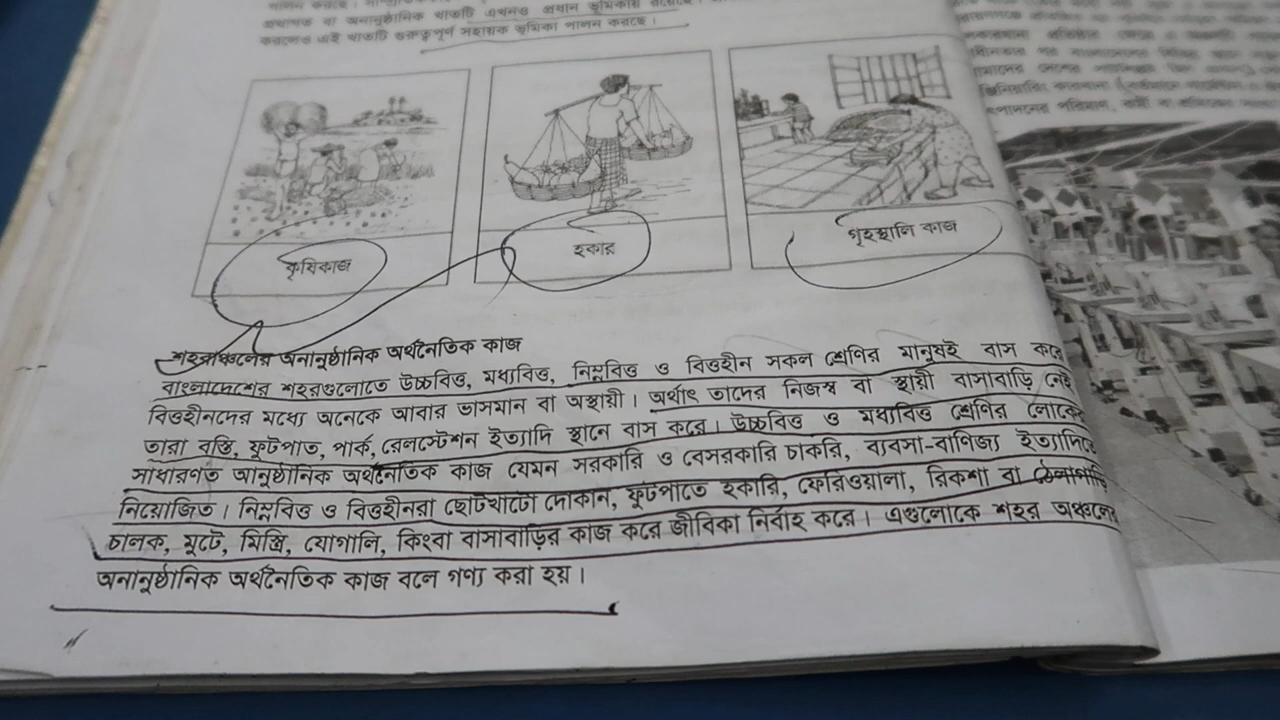 প্রথাগত বা অনানুষ্ঠানিক খাতটি এখনও প্রধান ভূমিকায় রয়েছে।
করলেও এই খাতটি গুরুত্বপূর্ণ সহায়ক ভূমিকা পালন করছে।
কৃষিকাজ
হকার
গৃহস্থালি কাজ
শহরাঞ্চলের অনানুষ্ঠানিক অর্থনৈতিক কাজ
বাংলাদেশের শহরগুলোতে উচ্চবিত্ত, মধ্যবিত্ত, নিম্নবিত্ত ও বিত্তহীন সকল শ্রেণির মানুষই বাস করে
বিত্তহীনদের মধ্যে অনেকে আবার ভাসমান বা অস্থায়ী। অর্থাৎ তাদের নিজস্ব বা স্থায়ী বাসাবাড়ি নেই
তারা বস্তি, ফুটপাত, পার্ক, রেলস্টেশন ইত্যাদি স্থানে বাস করে। উচ্চবিত্ত ও মধ্যবিত্ত শ্রেণির লোকেরা
সাধারণত আনুষ্ঠানিক অর্থনৈতিক কাজ যেমন সরকারি ও বেসরকারি চাকরি, ব্যবসা-বাণিজ্য ইত্যাদিতে
নিয়োজিত। নিম্নবিত্ত ও বিত্তহীনরা ছোটখাটো দোকান, ফুটপাতে হকারি, ফেরিওয়ালা, রিকশা বা ঠেলাগাড়ি
চালক, মুটে, মিস্ত্রি, যোগালি, কিংবা বাসাবাড়ির কাজ করে জীবিকা নির্বাহ করে। এগুলোকে শহর অঞ্চলের
অনানুষ্ঠানিক অর্থনৈতিক কাজ বলে গণ্য করা হয়।